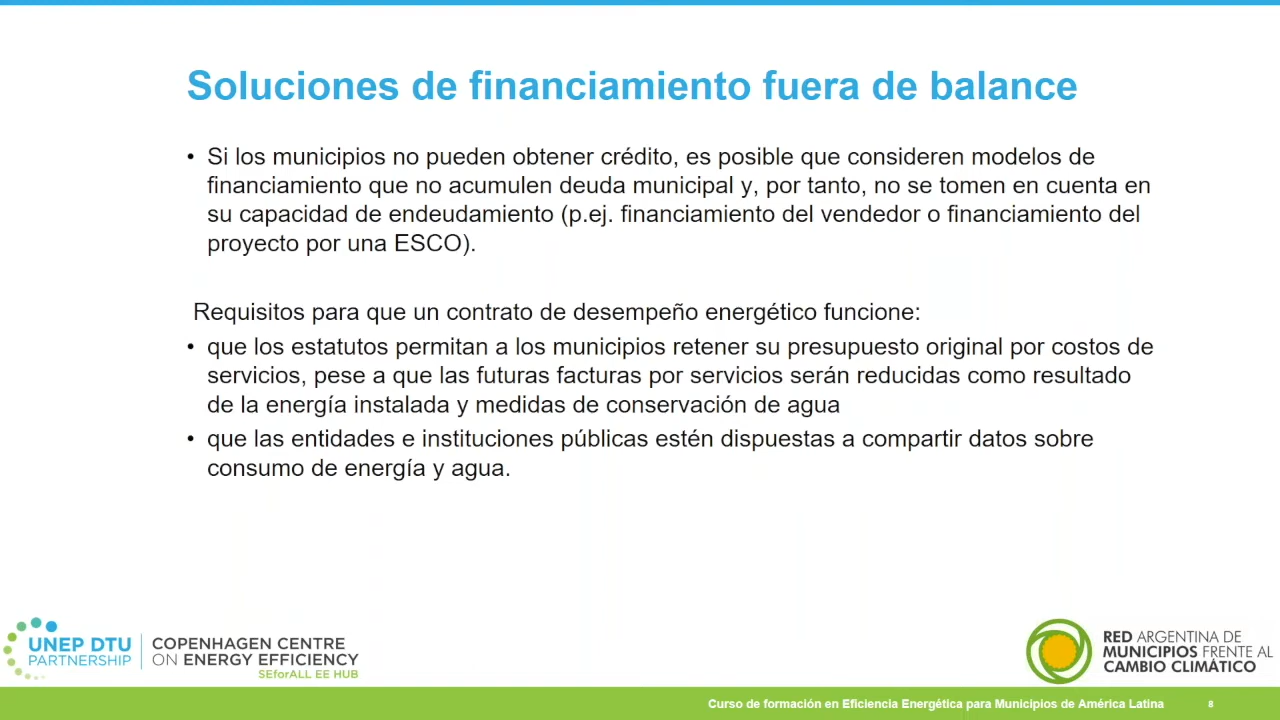 Soluciones de financiamiento fuera de balance
• Si los municipios no pueden obtener crédito, es posible que consideren modelos de
financiamiento que no acumulen deuda municipal y, por tanto, no se tomen en cuenta en
su capacidad de endeudamiento (p.ej. financiamiento del vendedor o financiamiento del
proyecto por una ESCO).
Requisitos para que un contrato de desempeño energético funcione:
• que los estatutos permitan a los municipios retener su presupuesto original por costos de
servicios, pese a que las futuras facturas por servicios serán reducidas como resultado
de la energía instalada y medidas de conservación de agua
• que las entidades e instituciones públicas estén dispuestas a compartir datos sobre
consumo de energía y agua.
UNEP DTU
PARTNERSHIP
COPENHAGEN CENTRE
ON ENERGY EFFICIENCY
SEforALL EE HUB
RED ARGENTINA DE
MUNICIPIOS FRENTE AL
CAMBIO CLIMÁTICO
Curso de formación en Eficiencia Energética para Municipios de América Latina
8